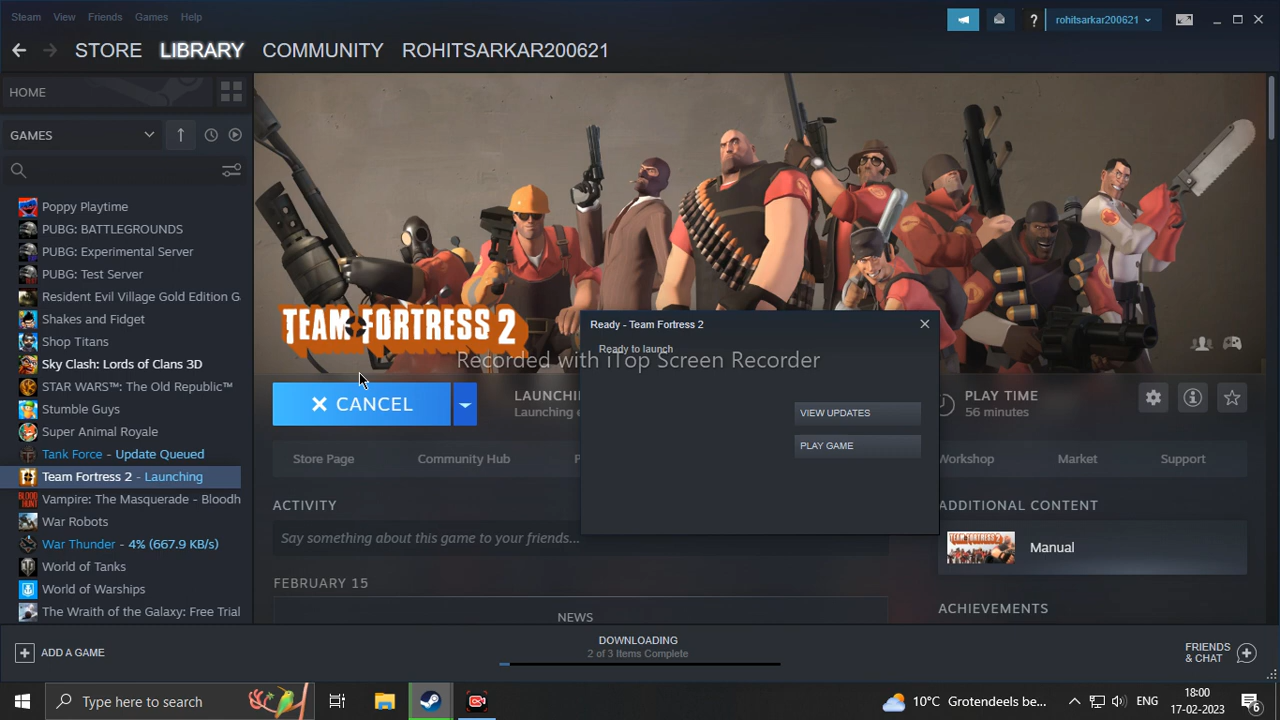 Steam View Friends Games Help
rohitsarkar200621
STORE LIBRARY COMMUNITY ROHITSARKAR200621
HOME
GAMES
Poppy Playtime
PUBG: BATTLEGROUNDS
PUBG: Experimental Server
PUBG: Test Server
Resident Evil Village Gold Edition G
Shakes and Fidget
Shop Titans
Sky Clash: Lords of Clans 3D
STAR WARS™: The Old Republic™
Stumble Guys
Super Animal Royale
Tank Force - Update Queued
Team Fortress 2 - Launching
Vampire: The Masquerade - Bloodh
War Robots
War Thunder - 4% (667.9 KB/s)
World of Tanks
World of Warships
The Wraith of the Galaxy: Free Trial
TEAM FORTRESS 2
Ready - Team Fortress 2
Ready to launch
Recorded with iTop Screen Recorder
VIEW UPDATES
PLAY GAME
CANCEL
LAUNCHI
Launching
PLAY TIME
56 minutes
Store Page
Community Hub
P
Workshop
Market
Support
ACTIVITY
Say something about this game to your friends...
FEBRUARY 15
NEWS
ADDITIONAL CONTENT
TEAM FORTRESS 2
Manual
ACHIEVEMENTS
ADD A GAME
DOWNLOADING
2 of 3 Items Complete
FRIENDS
& CHAT
Type here to search
10°C Grotendeels be...
ENG
18:00
17-02-2023
6